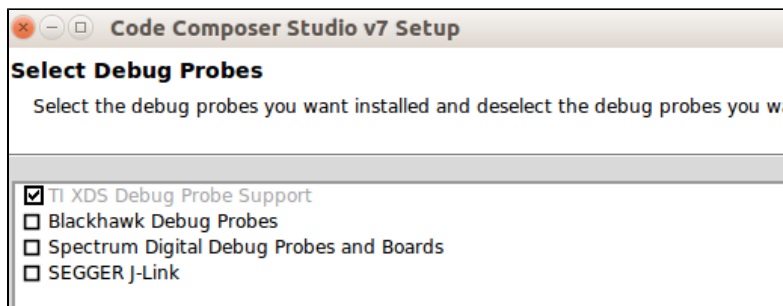 Code Composer Studio v7 Setup
Select Debug Probes
Select the debug probes you want installed and deselect the debug probes you
TI XDS Debug Probe Support
Blackhawk Debug Probes
Spectrum Digital Debug Probes and Boards
SEGGER J-Link